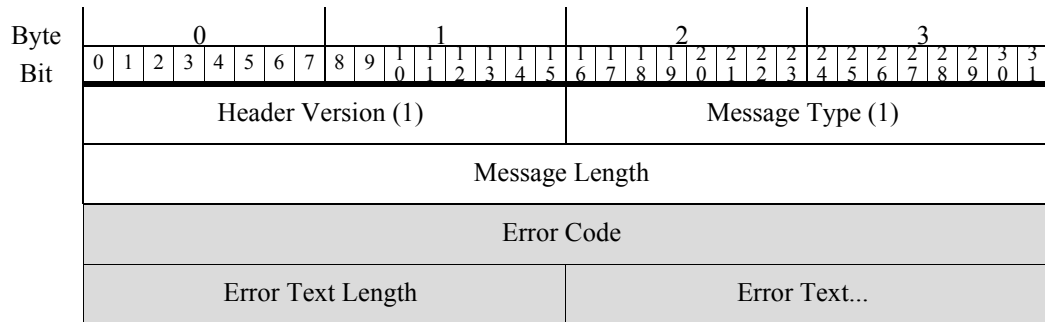 Byte 0 1 2 3
Bit 0 1 2 3 4 5 6 7 8 9 10 11 12 13 14 15 16 17 18 19 20 21 22 23 24 25 26 27 28 29 30 31
Header Version (1) Message Type (1)
Message Length
Error Code
Error Text Length Error Text...